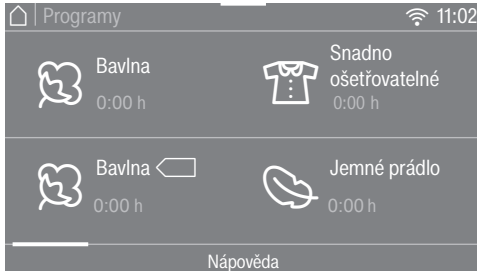 Programy
11:02
Bavlna
0:00 h
Snadno
ošetřovatelné
0:00 h
Bavlna
0:00 h
Jemné prádlo
0:00 h
Nápověda